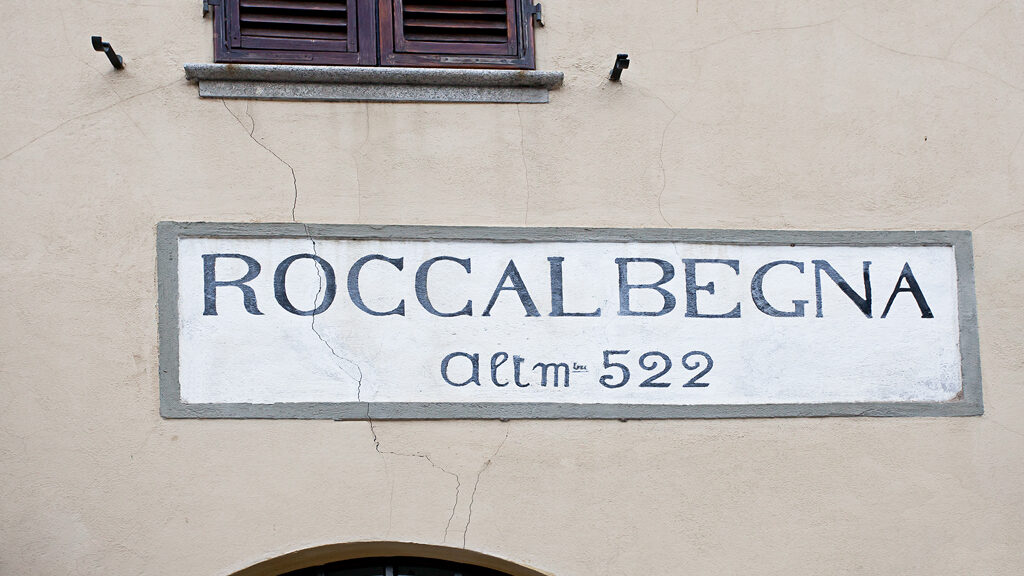 ROCCALBEGNA
alt m. 522